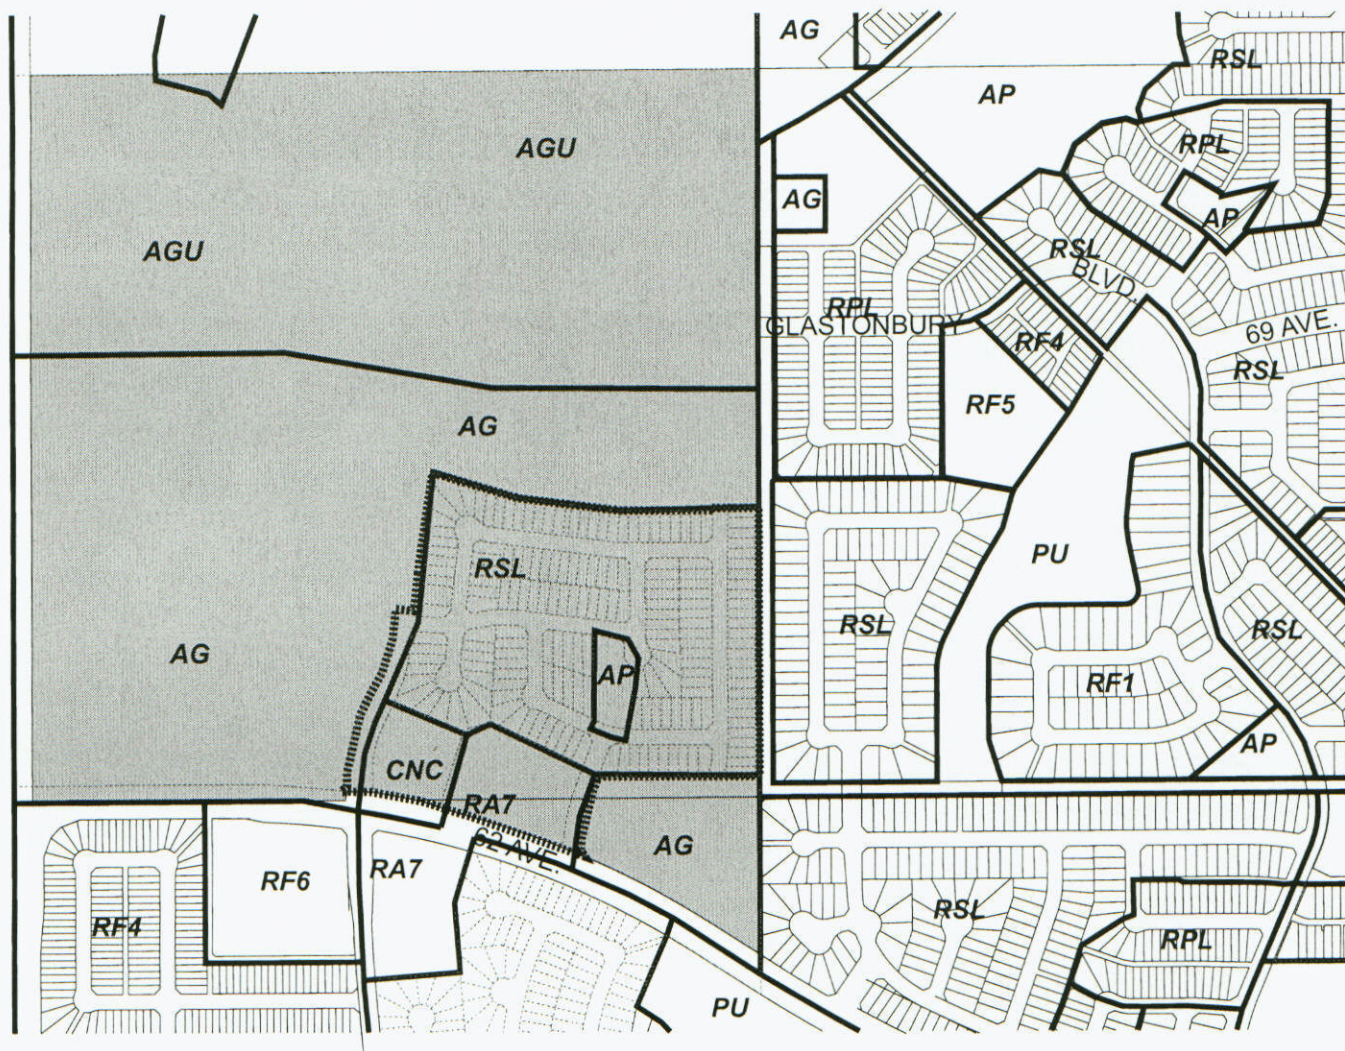 AG
RSL
AP
AGU
RPL
AG
AP
AGU
RSL
BLVD.
RPL
GLASTONBURY
69 AVE.
RF4
RSL
RF5
AG
PU
RSL
RSL
RSL
AG
AP
RF1
AP
CNC
RA7
62 AVE.
AG
RA7
RF6
RF4
RSL
RPL
PU